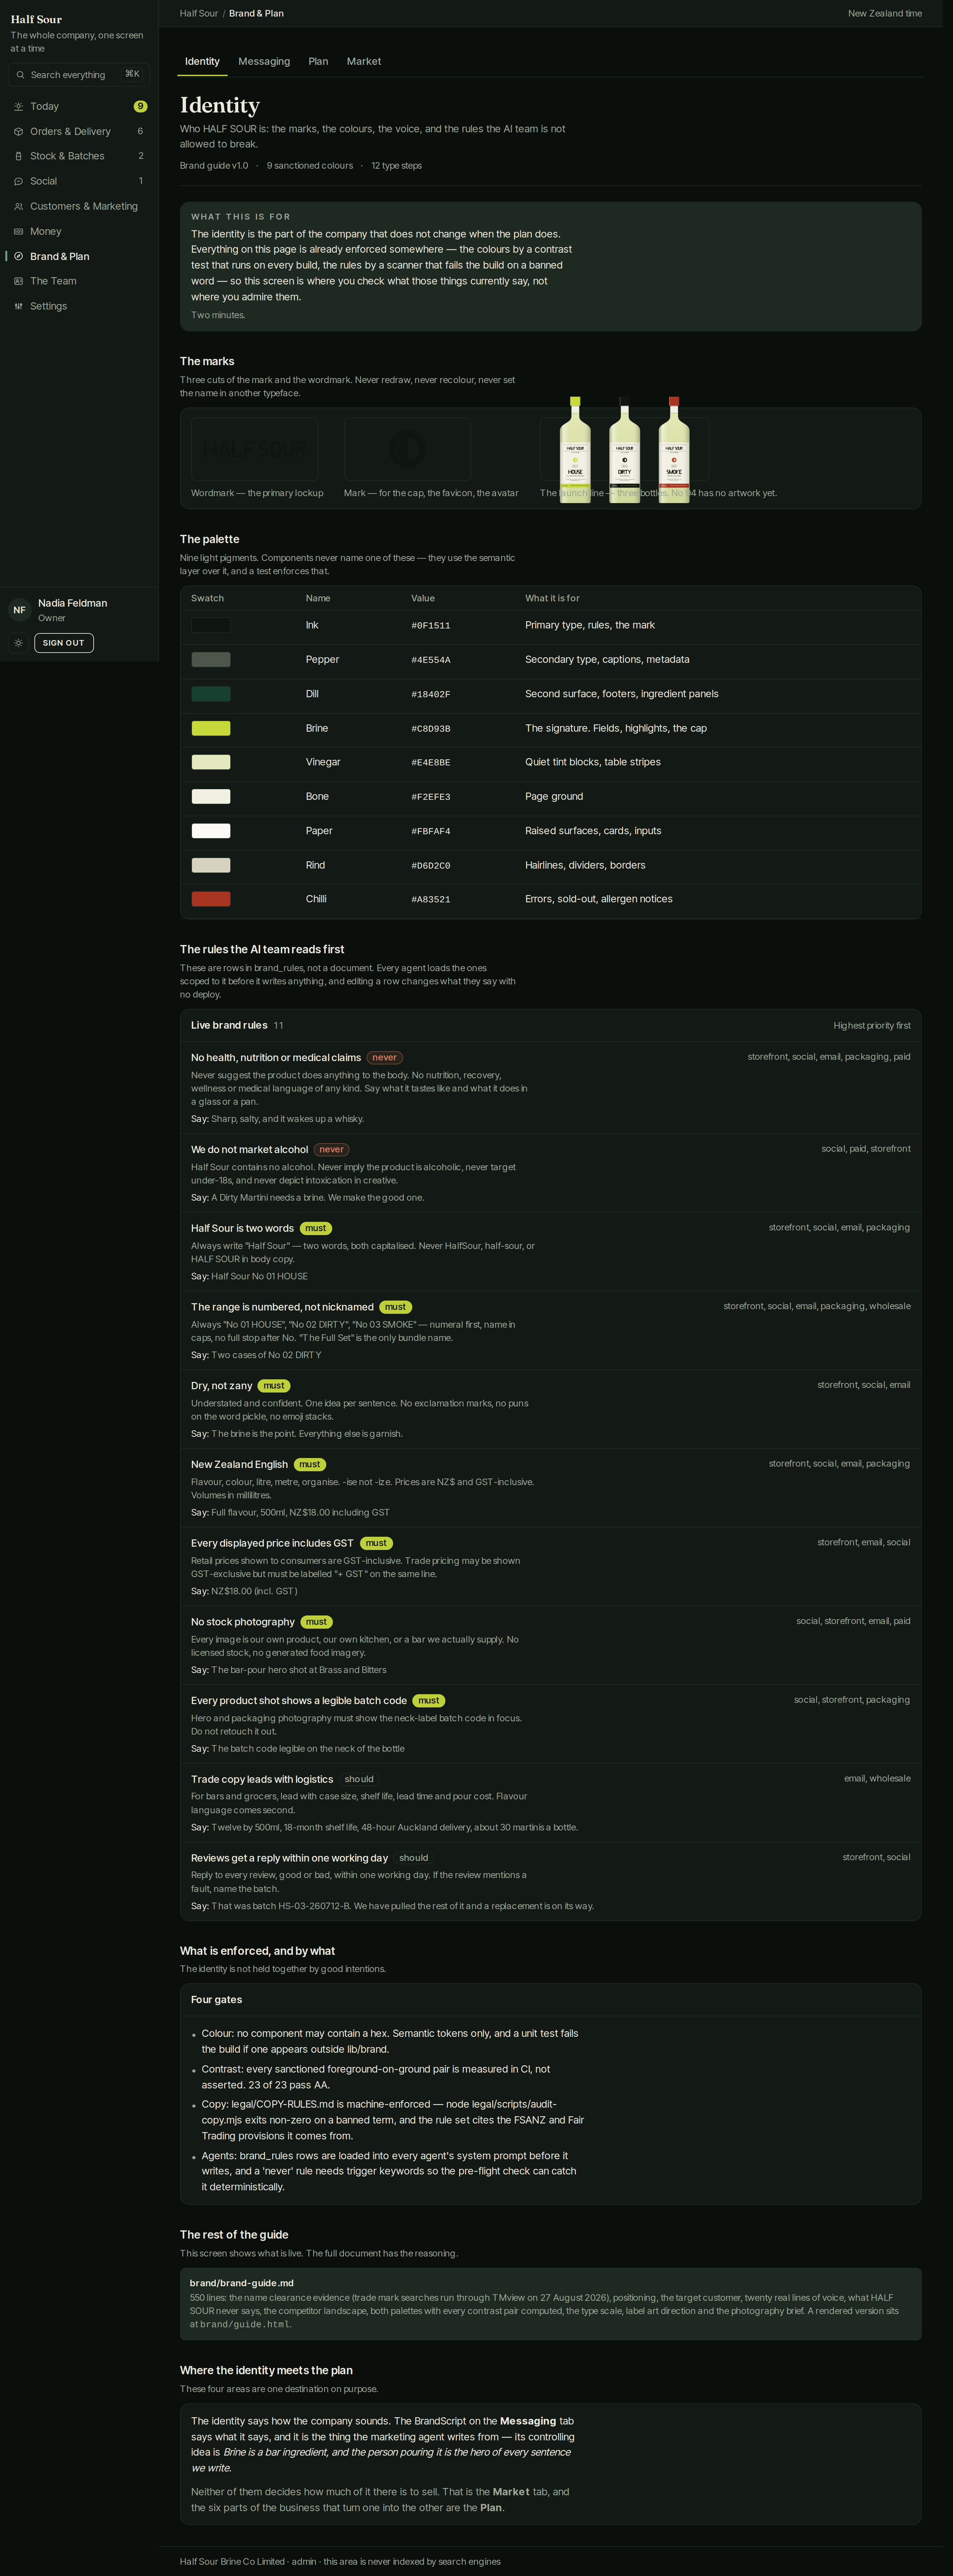 Half Sour
The whole company, one screen
at a time
Search everything ⌘K
Today 9
Orders & Delivery 6
Stock & Batches 2
Social 1
Customers & Marketing
Money
Brand & Plan
The Team
Settings
NF
Nadia Feldman
Owner
SIGN OUT
Half Sour / Brand & Plan
New Zealand time
Identity Messaging Plan Market
Identity
Who HALF SOUR is: the marks, the colours, the voice, and the rules the AI team is not
allowed to break.
Brand guide v1.0 · 9 sanctioned colours · 12 type steps
WHAT THIS IS FOR
The identity is the part of the company that does not change when the plan does.
Everything on this page is already enforced somewhere — the colours by a contrast
test that runs on every build, the rules by a scanner that fails the build on a banned
word — so this screen is where you check what those things currently say, not
where you admire them.
Two minutes.
The marks
Three cuts of the mark and the wordmark. Never redraw, never recolour, never set
the name in another typeface.
HALF SOUR
HALF SOUR
HOUSE
HALF SOUR
DIRTY
HALF SOUR
SMOKE
Wordmark — the primary lockup
Mark — for the cap, the favicon, the avatar
The launch line — three bottles. No 04 has no artwork yet.
The palette
Nine light pigments. Components never name one of these — they use the semantic
layer over it, and a test enforces that.
Swatch Name Value What it is for
Ink #0F1511 Primary type, rules, the mark
Pepper #4E554A Secondary type, captions, metadata
Dill #18402F Second surface, footers, ingredient panels
Brine #C8D93B The signature. Fields, highlights, the cap
Vinegar #E4E8BE Quiet tint blocks, table stripes
Bone #F2EFE3 Page ground
Paper #FBFAF4 Raised surfaces, cards, inputs
Rind #D6D2C0 Hairlines, dividers, borders
Chilli #A83521 Errors, sold-out, allergen notices
The rules the AI team reads first
These are rows in brand_rules, not a document. Every agent loads the ones
scoped to it before it writes anything, and editing a row changes what they say with
no deploy.
Live brand rules 11
Highest priority first
No health, nutrition or medical claims never
storefront, social, email, packaging, paid
Never suggest the product does anything to the body. No nutrition, recovery,
wellness or medical language of any kind. Say what it tastes like and what it does in
a glass or a pan.
Say: Sharp, salty, and it wakes up a whisky.
We do not market alcohol never
social, paid, storefront
Half Sour contains no alcohol. Never imply the product is alcoholic, never target
under-18s, and never depict intoxication in creative.
Say: A Dirty Martini needs a brine. We make the good one.
Half Sour is two words must
storefront, social, email, packaging
Always write "Half Sour" — two words, both capitalised. Never HalfSour, half-sour, or
HALF SOUR in body copy.
Say: Half Sour No 01 HOUSE
The range is numbered, not nicknamed must
storefront, social, email, packaging, wholesale
Always "No 01 HOUSE", "No 02 DIRTY", "No 03 SMOKE" — numeral first, name in
caps, no full stop after No. "The Full Set" is the only bundle name.
Say: Two cases of No 02 DIRTY
Dry, not zany must
storefront, social, email
Understated and confident. One idea per sentence. No exclamation marks, no puns
on the word pickle, no emoji stacks.
Say: The brine is the point. Everything else is garnish.
New Zealand English must
storefront, social, email, packaging
Flavour, colour, litre, metre, organise. -ise not -ize. Prices are NZ$ and GST-inclusive.
Volumes in millilitres.
Say: Full flavour, 500ml, NZ$18.00 including GST
Every displayed price includes GST must
storefront, email, social
Retail prices shown to consumers are GST-inclusive. Trade pricing may be shown
GST-exclusive but must be labelled "+ GST" on the same line.
Say: NZ$18.00 (incl. GST)
No stock photography must
social, storefront, email, paid
Every image is our own product, our own kitchen, or a bar we actually supply. No
licensed stock, no generated food imagery.
Say: The bar-pour hero shot at Brass and Bitters
Every product shot shows a legible batch code must
social, storefront, packaging
Hero and packaging photography must show the neck-label batch code in focus.
Do not retouch it out.
Say: The batch code legible on the neck of the bottle
Trade copy leads with logistics should
email, wholesale
For bars and grocers, lead with case size, shelf life, lead time and pour cost. Flavour
language comes second.
Say: Twelve by 500ml, 18-month shelf life, 48-hour Auckland delivery, about 30 martinis a bottle.
Reviews get a reply within one working day should
storefront, social
Reply to every review, good or bad, within one working day. If the review mentions a
fault, name the batch.
Say: That was batch HS-03-260712-B. We have pulled the rest of it and a replacement is on its way.
What is enforced, and by what
The identity is not held together by good intentions.
Four gates
Colour: no component may contain a hex. Semantic tokens only, and a unit test fails
the build if one appears outside lib/brand.
Contrast: every sanctioned foreground-on-ground pair is measured in CI, not
asserted. 23 of 23 pass AA.
Copy: legal/COPY-RULES.md is machine-enforced — node legal/scripts/audit-
copy.mjs exits non-zero on a banned term, and the rule set cites the FSANZ and Fair
Trading provisions it comes from.
Agents: brand_rules rows are loaded into every agent's system prompt before it
writes, and a 'never' rule needs trigger keywords so the pre-flight check can catch
it deterministically.
The rest of the guide
This screen shows what is live. The full document has the reasoning.
brand/brand-guide.md
550 lines: the name clearance evidence (trade mark searches run through TMview on 27 August 2026), positioning, the target customer, twenty real lines of voice, what HALF
SOUR never says, the competitor landscape, both palettes with every contrast pair computed, the type scale, label art direction and the photography brief. A rendered version sits
at brand/guide.html.
Where the identity meets the plan
These four areas are one destination on purpose.
The identity says how the company sounds. The BrandScript on the Messaging tab
says what it says, and it is the thing the marketing agent writes from — its controlling
idea is Brine is a bar ingredient, and the person pouring it is the hero of every sentence
we write.
Neither of them decides how much of it there is to sell. That is the Market tab, and
the six parts of the business that turn one into the other are the Plan.
Half Sour Brine Co Limited · admin · this area is never indexed by search engines